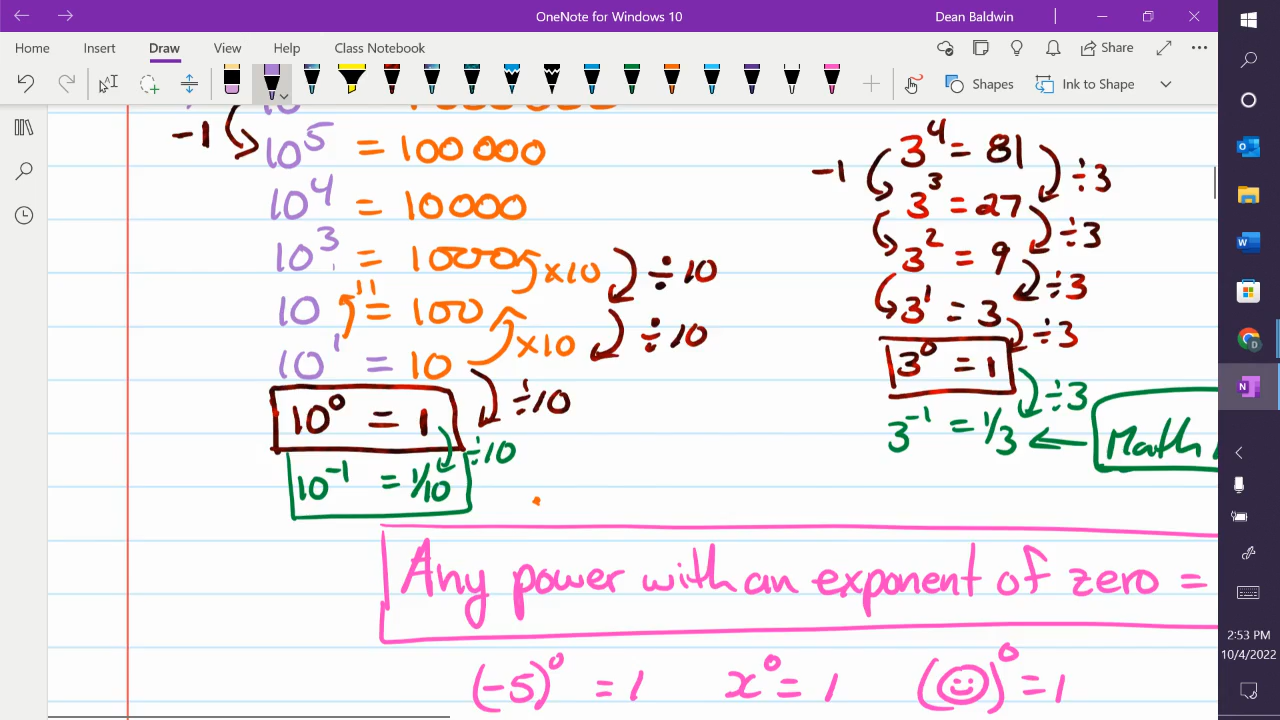 OneNote for Windows 10
Dean Baldwin
Home Insert Draw View Help Class Notebook
Share
Shapes
Ink to Shape
-1
10⁵ = 100 000
10⁴ = 10000
10³ = 1000
×10
÷10
10 = 100
×10
÷10
10¹ = 10
÷10
10⁰ = 1
÷10
10⁻¹ = 1/10
3⁴ = 81
-1
÷3
3³ = 27
÷3
3² = 9
÷3
3¹ = 3
÷3
3⁰ = 1
÷3
3⁻¹ = 1/3
Math
Any power with an exponent of zero =
(-5)⁰ = 1 x⁰ = 1 (☺)⁰ = 1
2:53 PM
10/4/2022